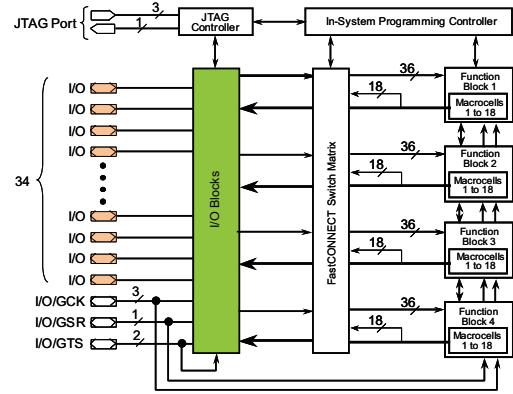 JTAG Port
3
1
JTAG
Controller
In-System Programming Controller
34
I/O
I/O
I/O
I/O
I/O
I/O
I/O
I/O
I/O/GCK
3
I/O/GSR
1
I/O/GTS
2
I/O Blocks
FastCONNECT Switch Matrix
36
18
Function
Block 1
Macrocells
1 to 18
36
18
Function
Block 2
Macrocells
1 to 18
36
18
Function
Block 3
Macrocells
1 to 18
36
18
Function
Block 4
Macrocells
1 to 18